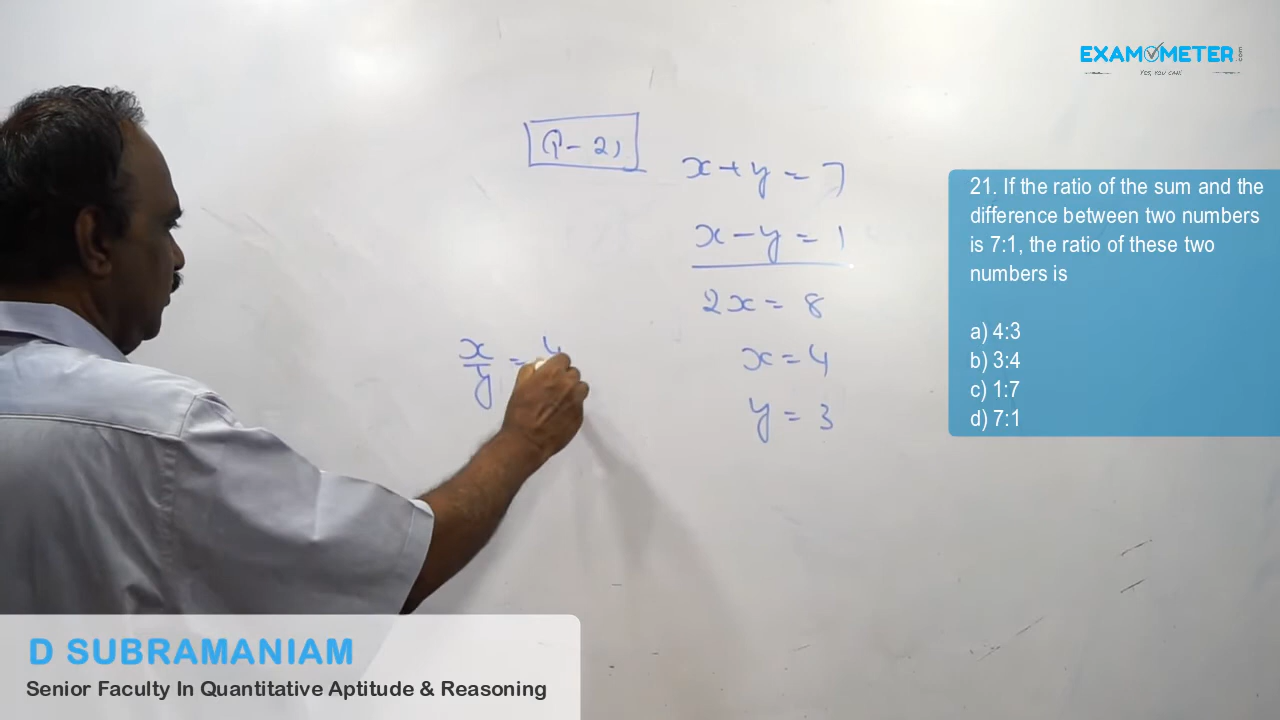 EXAMOMETER.com
YES, YOU CAN!
Q-21
x+y=7
x-y=1
2x=8
x=4
y=3
x/y = 4
21. If the ratio of the sum and the
difference between two numbers
is 7:1, the ratio of these two
numbers is
a) 4:3
b) 3:4
c) 1:7
d) 7:1
D SUBRAMANIAM
Senior Faculty In Quantitative Aptitude & Reasoning